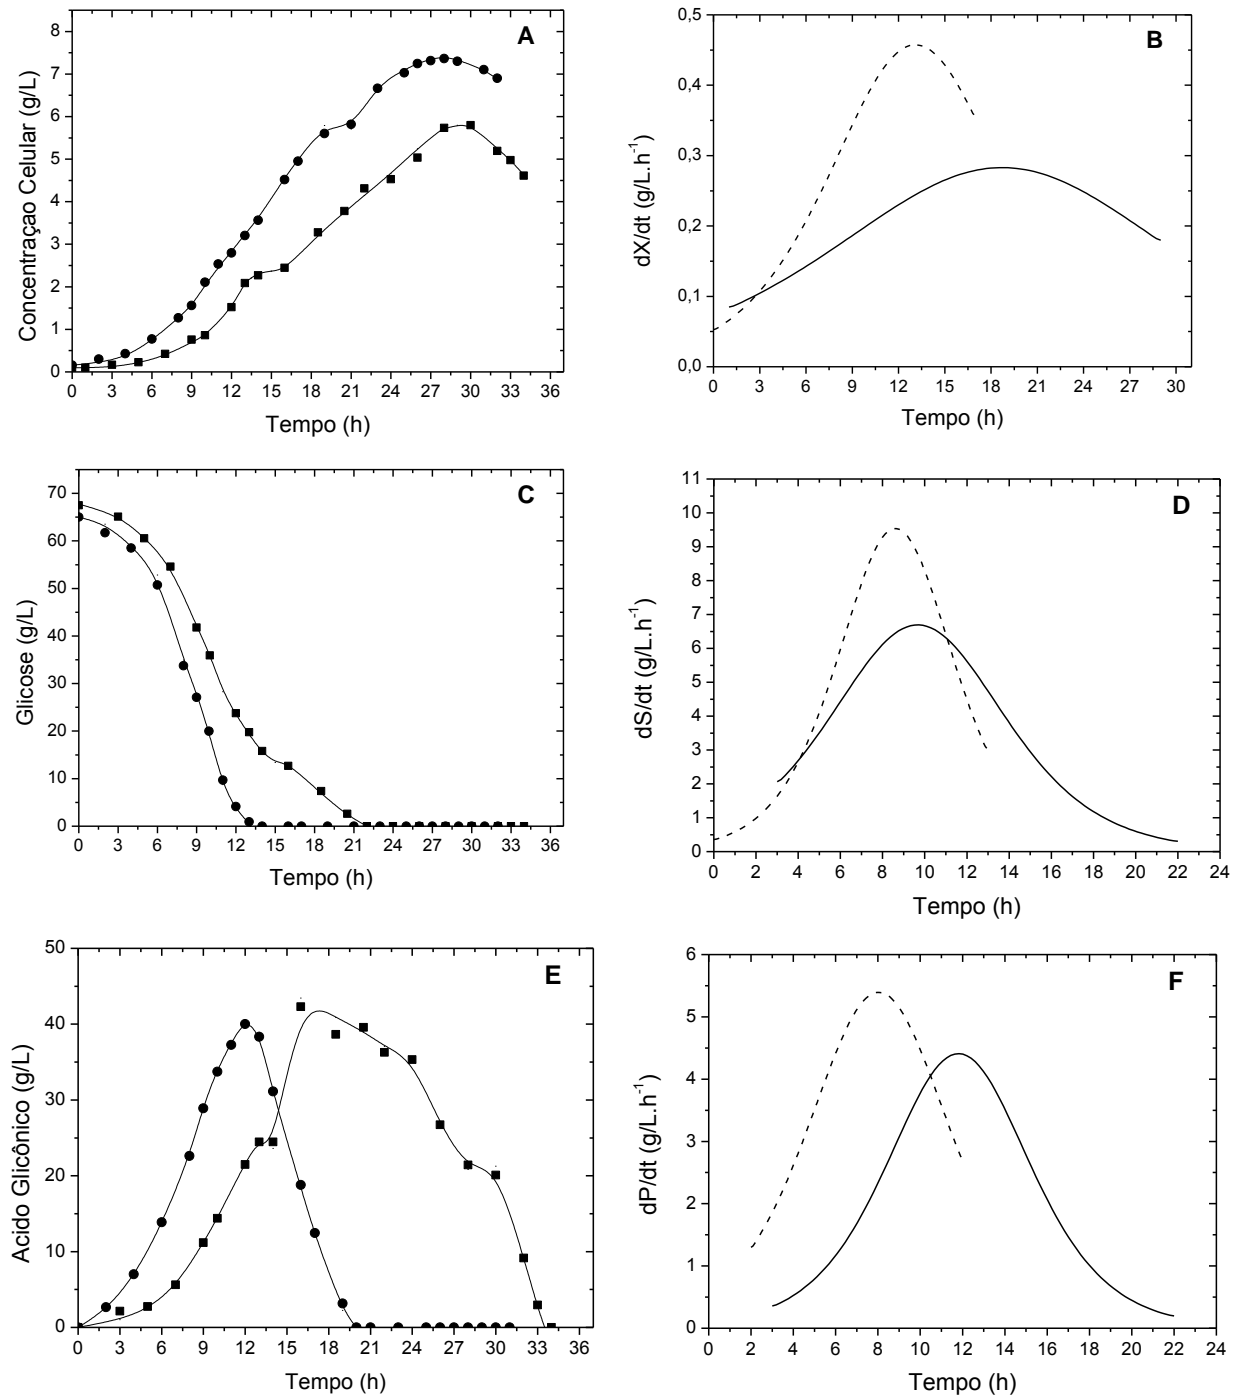 A
Concentraçao Celular (g/L)
8
7
6
5
4
3
2
1
0
0 3 6 9 12 15 18 21 24 27 30 33 36
Tempo (h)
B
dX/dt (g/L.h-1)
0,5
0,4
0,3
0,2
0,1
0,0
0 3 6 9 12 15 18 21 24 27 30
Tempo (h)
C
Glicose (g/L)
70
60
50
40
30
20
10
0
0 3 6 9 12 15 18 21 24 27 30 33 36
Tempo (h)
D
dS/dt (g/L.h-1)
11
10
9
8
7
6
5
4
3
2
1
0
0 2 4 6 8 10 12 14 16 18 20 22 24
Tempo (h)
E
Acido Glicônico (g/L)
50
40
30
20
10
0
0 3 6 9 12 15 18 21 24 27 30 33 36
Tempo (h)
F
dP/dt (g/L.h-1)
6
5
4
3
2
1
0
0 2 4 6 8 10 12 14 16 18 20 22 24
Tempo (h)